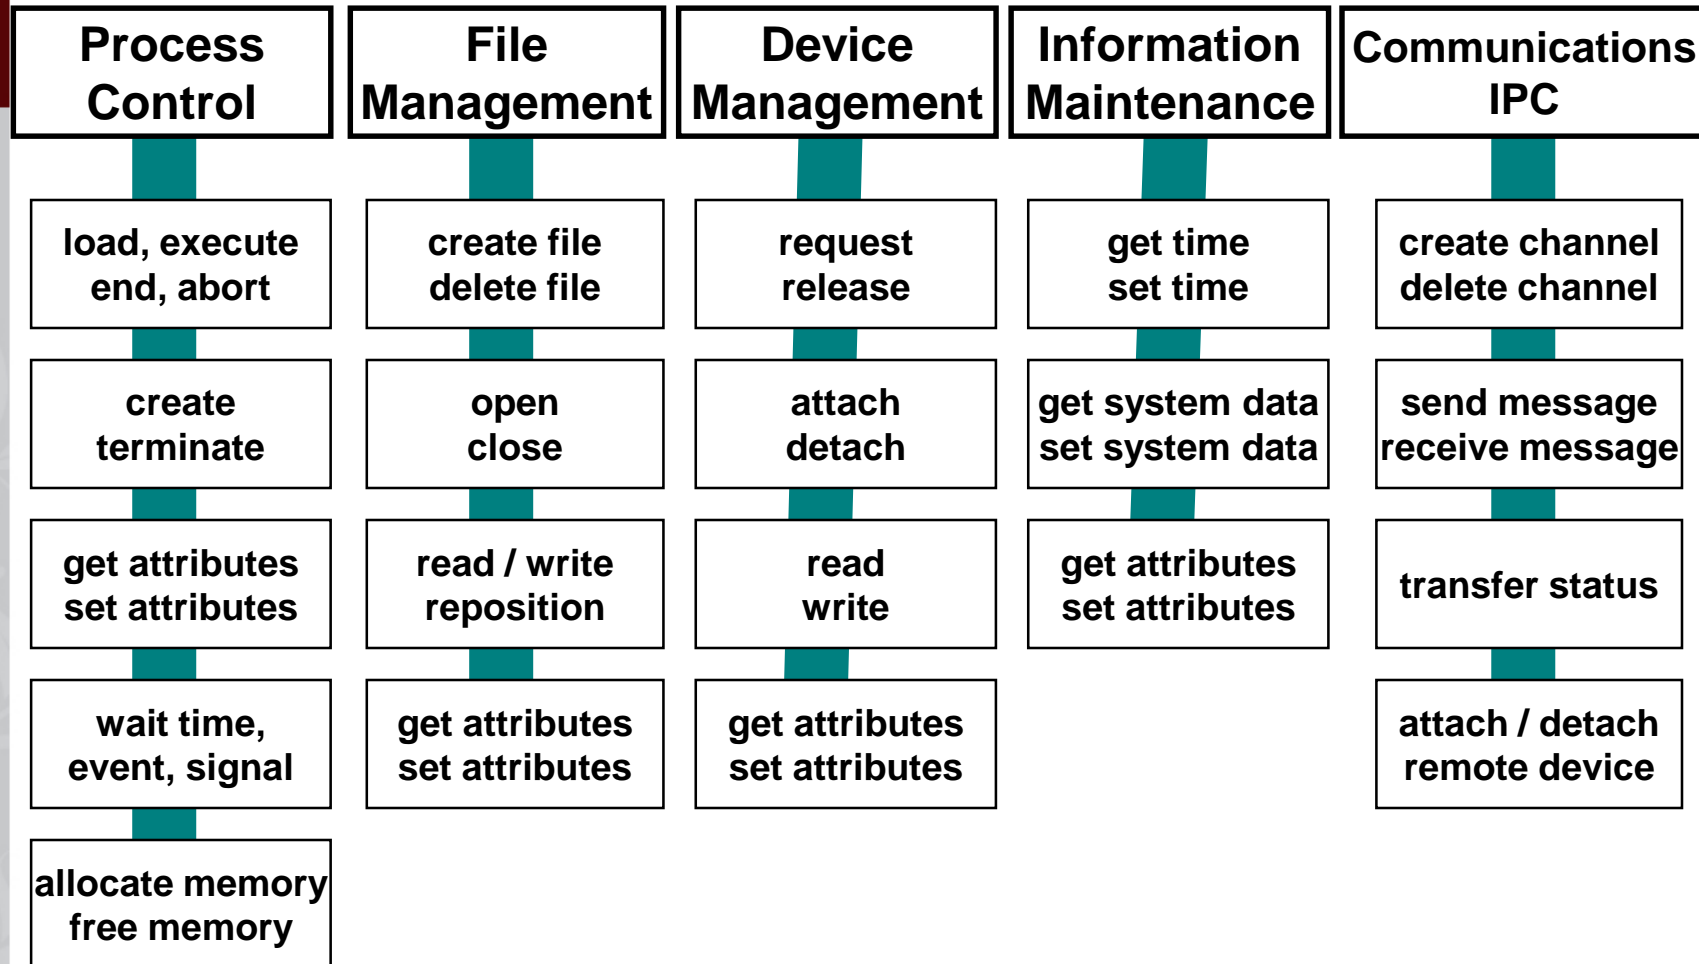 Process
Control
load, execute
end, abort
create
terminate
get attributes
set attributes
wait time,
event, signal
allocate memory
free memory
File
Management
create file
delete file
open
close
read / write
reposition
get attributes
set attributes
Device
Management
request
release
attach
detach
read
write
get attributes
set attributes
Information
Maintenance
get time
set time
get system data
set system data
get attributes
set attributes
Communications
IPC
create channel
delete channel
send message
receive message
transfer status
attach / detach
remote device